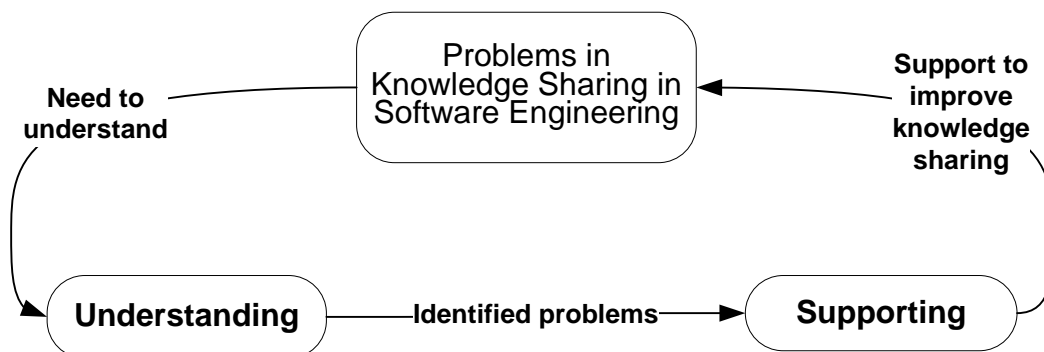 Problems in
Knowledge Sharing in
Software Engineering
Need to
understand
Support to
improve
knowledge
sharing
Understanding
Identified problems
Supporting